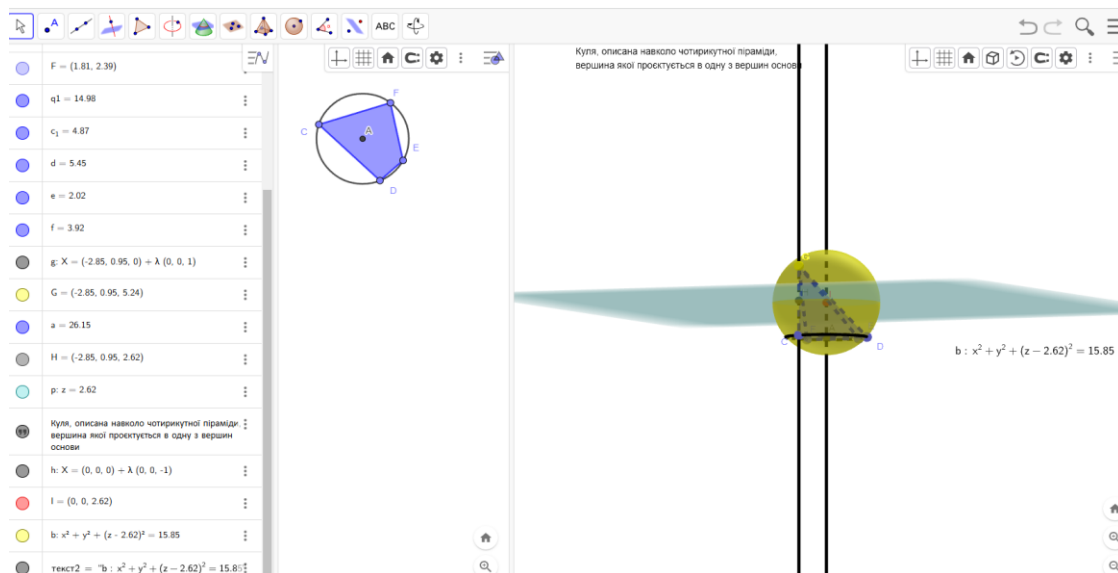 ABC
F = (1.81, 2.39)
q1 = 14.98
c₁ = 4.87
d = 5.45
e = 2.02
f = 3.92
g: X = (-2.85, 0.95, 0) + λ (0, 0, 1)
G = (-2.85, 0.95, 5.24)
a = 26.15
H = (-2.85, 0.95, 2.62)
p: z = 2.62
Куля, описана навколо чотирикутної піраміди,
вершина якої проєктується в одну з вершин
основи
h: X = (0, 0, 0) + λ (0, 0, -1)
I = (0, 0, 2.62)
b: x² + y² + (z - 2.62)² = 15.85
текст2 = "b : x² + y² + (z − 2.62)² = 15.85
F
C
A
E
D
Куля, описана навколо чотирикутної піраміди,
вершина якої проєктується в одну з вершин основи
G
C
D
b : x² + y² + (z − 2.62)² = 15.85